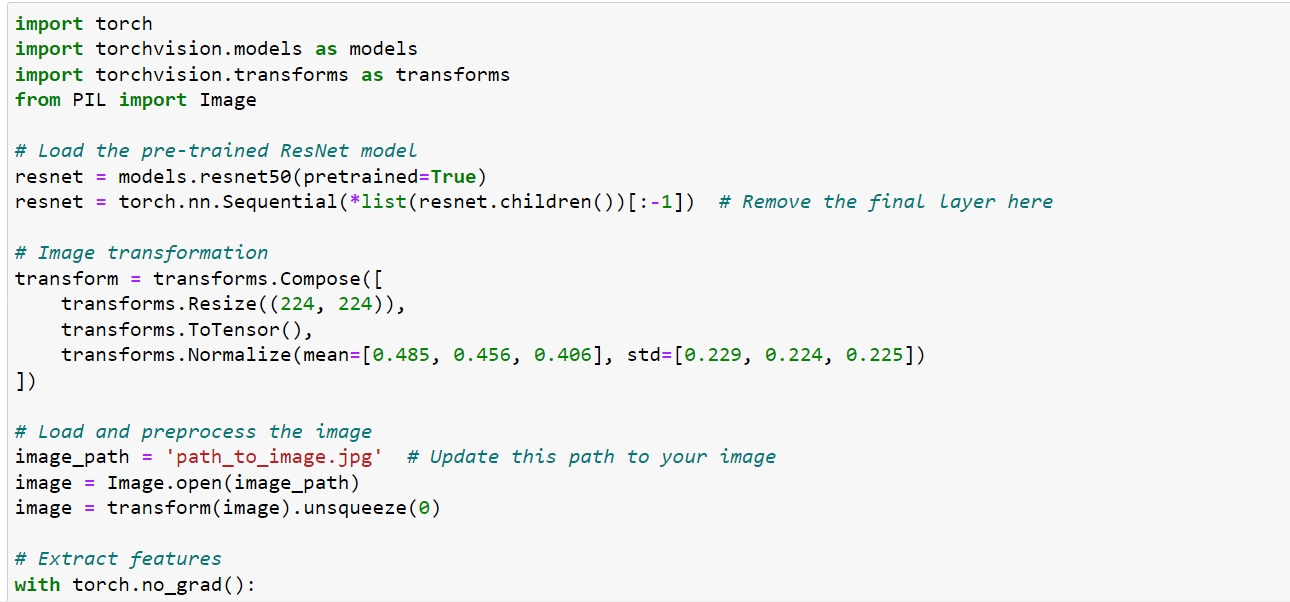 import torch
import torchvision.models as models
import torchvision.transforms as transforms
from PIL import Image
# Load the pre-trained ResNet model
resnet = models.resnet50(pretrained=True)
resnet = torch.nn.Sequential(*list(resnet.children())[:-1])  # Remove the final layer here
# Image transformation
transform = transforms.Compose([
    transforms.Resize((224, 224)),
    transforms.ToTensor(),
    transforms.Normalize(mean=[0.485, 0.456, 0.406], std=[0.229, 0.224, 0.225])
])
# Load and preprocess the image
image_path = 'path_to_image.jpg'  # Update this path to your image
image = Image.open(image_path)
image = transform(image).unsqueeze(0)
# Extract features
with torch.no_grad():